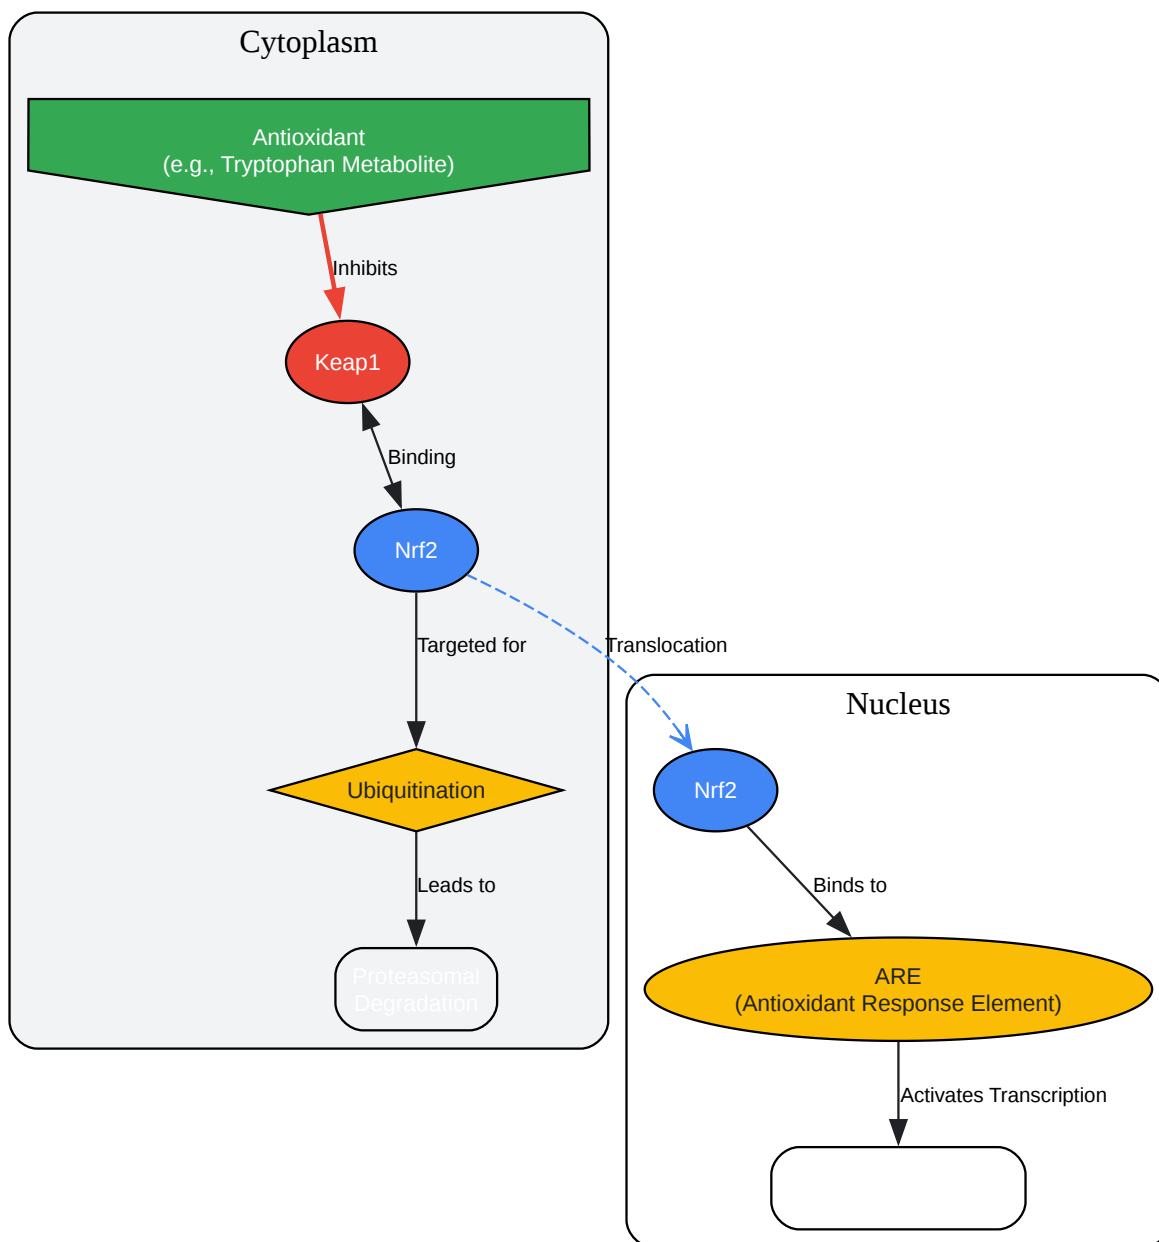 Cytoplasm
Antioxidant
(e.g., Tryptophan Metabolite)
Inhibits
Keap1
Binding
Nrf2
Targeted for
Translocation
Ubiquitination
Leads to
Proteasomal
Degradation
Nucleus
Nrf2
Binds to
ARE
(Antioxidant Response Element)
Activates Transcription